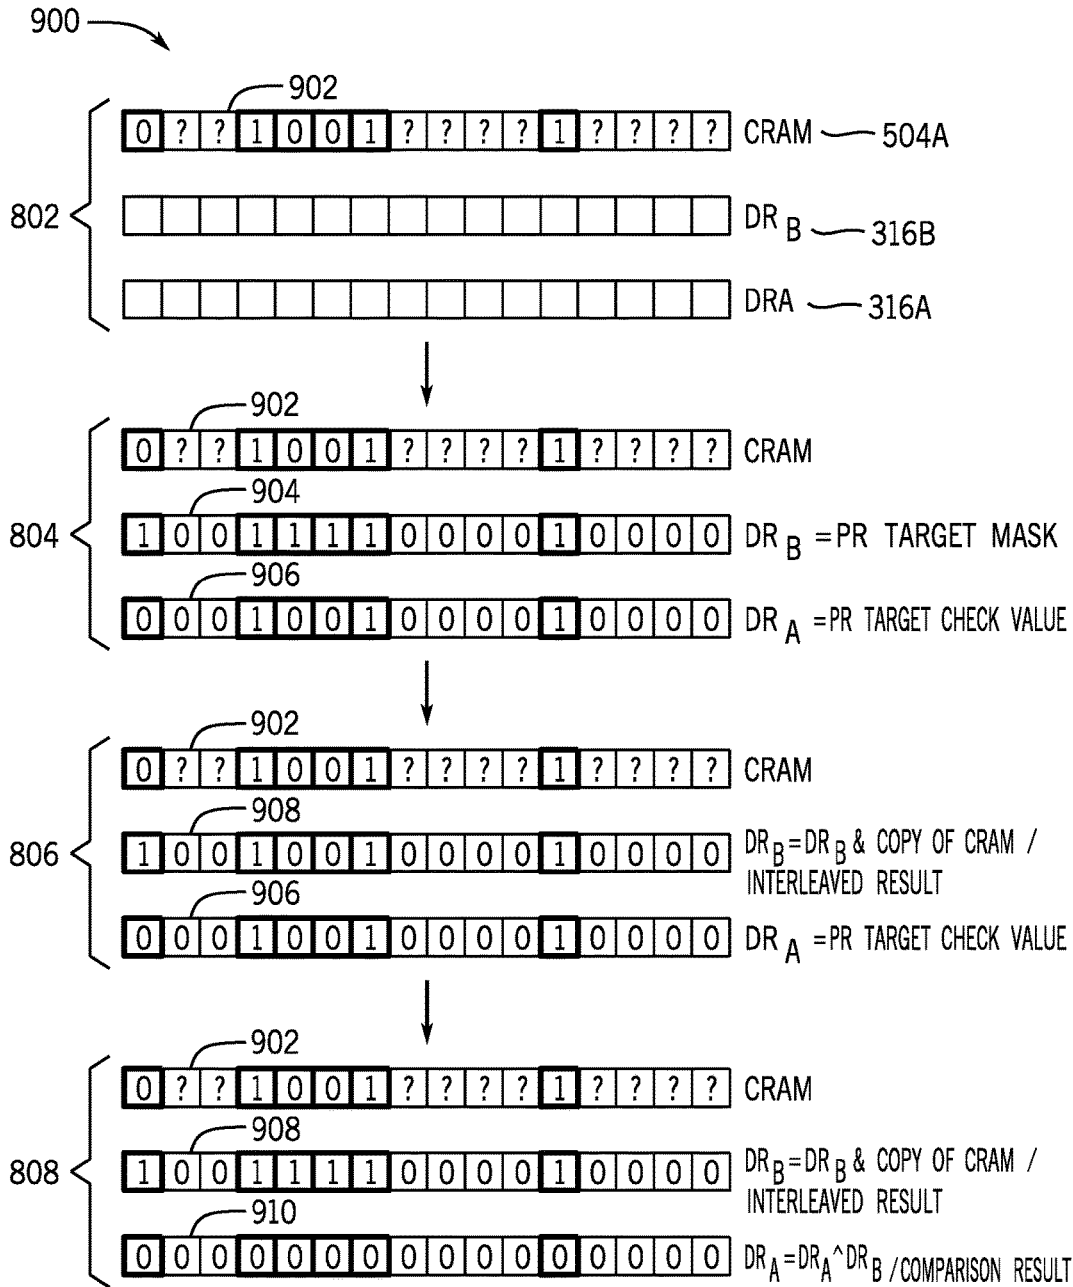 900
902
0 ? ? 1 0 0 1 ? ? ? ? 1 ? ? ? ? CRAM 504A
802 DR B 316B
DRA 316A
902
0 ? ? 1 0 0 1 ? ? ? ? 1 ? ? ? ? CRAM
904
804 1 0 0 1 1 1 1 0 0 0 0 1 0 0 0 0 DR B = PR TARGET MASK
906
0 0 0 1 0 0 1 0 0 0 0 1 0 0 0 0 DR A = PR TARGET CHECK VALUE
902
0 ? ? 1 0 0 1 ? ? ? ? 1 ? ? ? ? CRAM
908
806 1 0 0 1 0 0 1 0 0 0 0 1 0 0 0 0 DR B = DR B & COPY OF CRAM /
INTERLEAVED RESULT
906
0 0 0 1 0 0 1 0 0 0 0 1 0 0 0 0 DR A = PR TARGET CHECK VALUE
902
0 ? ? 1 0 0 1 ? ? ? ? 1 ? ? ? ? CRAM
908
808 1 0 0 1 1 1 1 0 0 0 0 1 0 0 0 0 DR B = DR B & COPY OF CRAM /
INTERLEAVED RESULT
910
0 0 0 0 0 0 0 0 0 0 0 0 0 0 0 0 DR A = DR A ^ DR B / COMPARISON RESULT